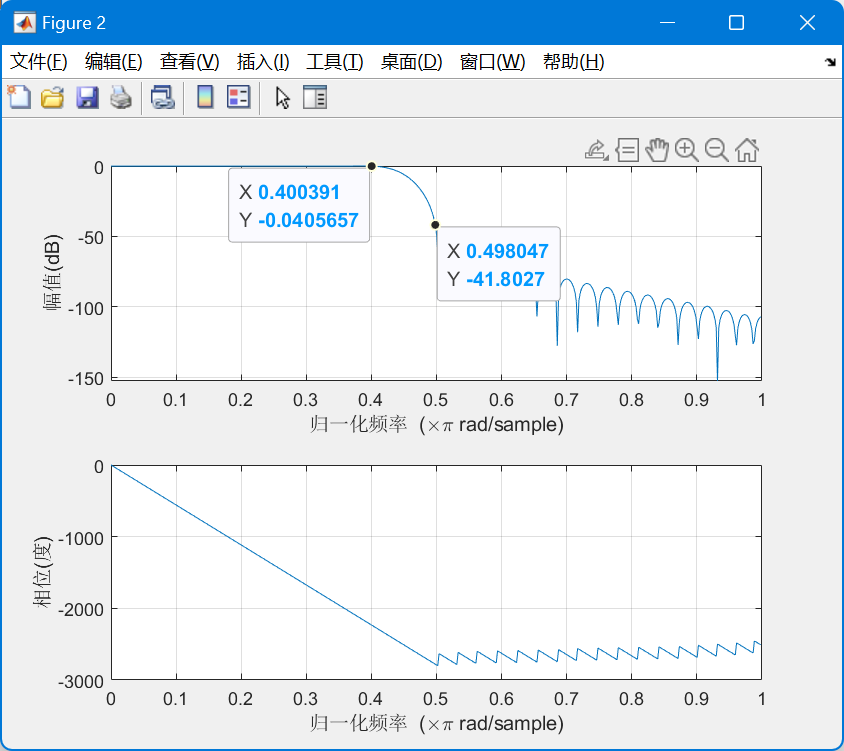 Figure 2
文件(F) 编辑(E) 查看(V) 插入(I) 工具(T) 桌面(D) 窗口(W) 帮助(H)
0
-50
-100
-150
幅值(dB)
X 0.400391
Y -0.0405657
X 0.498047
Y -41.8027
0 0.1 0.2 0.3 0.4 0.5 0.6 0.7 0.8 0.9 1
归一化频率 (×π rad/sample)
0
-1000
-2000
-3000
相位(度)
0 0.1 0.2 0.3 0.4 0.5 0.6 0.7 0.8 0.9 1
归一化频率 (×π rad/sample)